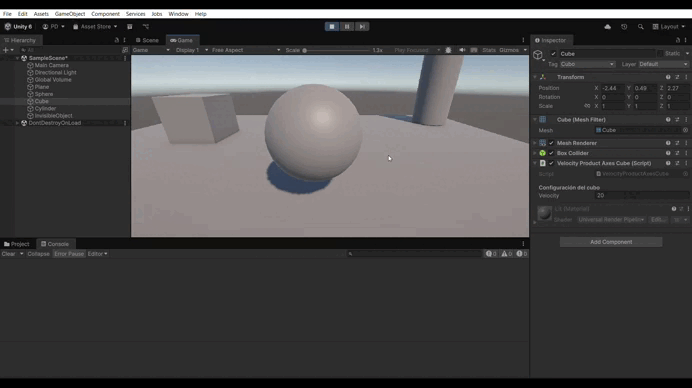 File Edit Assets GameObject Component Services Jobs Window Help
Unity 6 PD Asset Store Layout
Hierarchy Scene Game Inspector
All
Game Display 1 Free Aspect Scale 1.3x Play Focused Stats Gizmos
SampleScene*
Main Camera
Directional Light
Global Volume
Plane
Sphere
Cube
Cylinder
InvisibleObject
DontDestroyOnLoad
Cube Static
Tag Cubo Layer Default
Transform
Position X -2.44 Y 0.49 Z 2.27
Rotation X 0 Y 0 Z 0
Scale X 1 Y 1 Z 1
Cube (Mesh Filter)
Mesh Cube
Mesh Renderer
Box Collider
Velocity Product Axes Cube (Script)
Script VelocityProductAxesCube
Configuración del cubo
Velocity 20
Lit (Material)
Shader Universal Render Pipeline Edit...
Add Component
Project Console
Clear Collapse Error Pause Editor 0 0 0